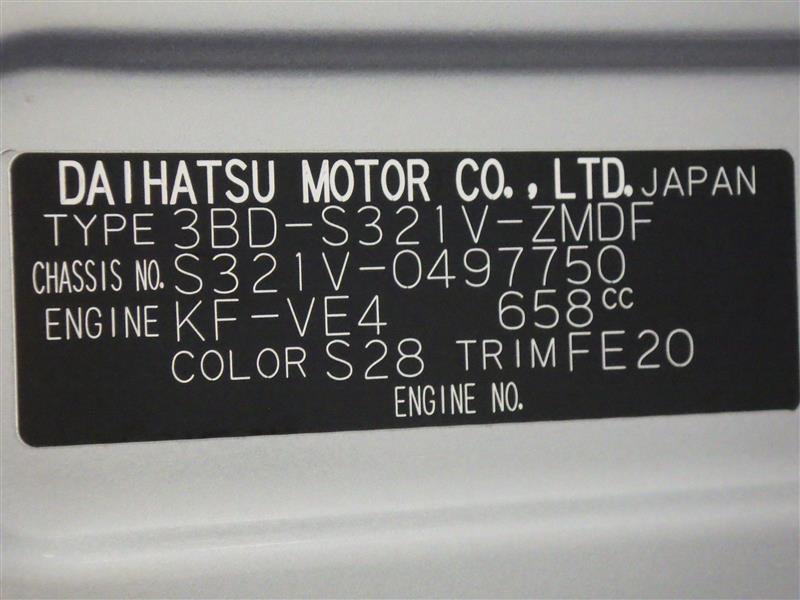 DAIHATSU MOTOR CO., LTD. JAPAN
TYPE 3BD-S321V-ZMDF
CHASSIS NO. S321V-0497750
ENGINE KF-VE4 658cc
COLOR S28 TRIM FE20
ENGINE NO.